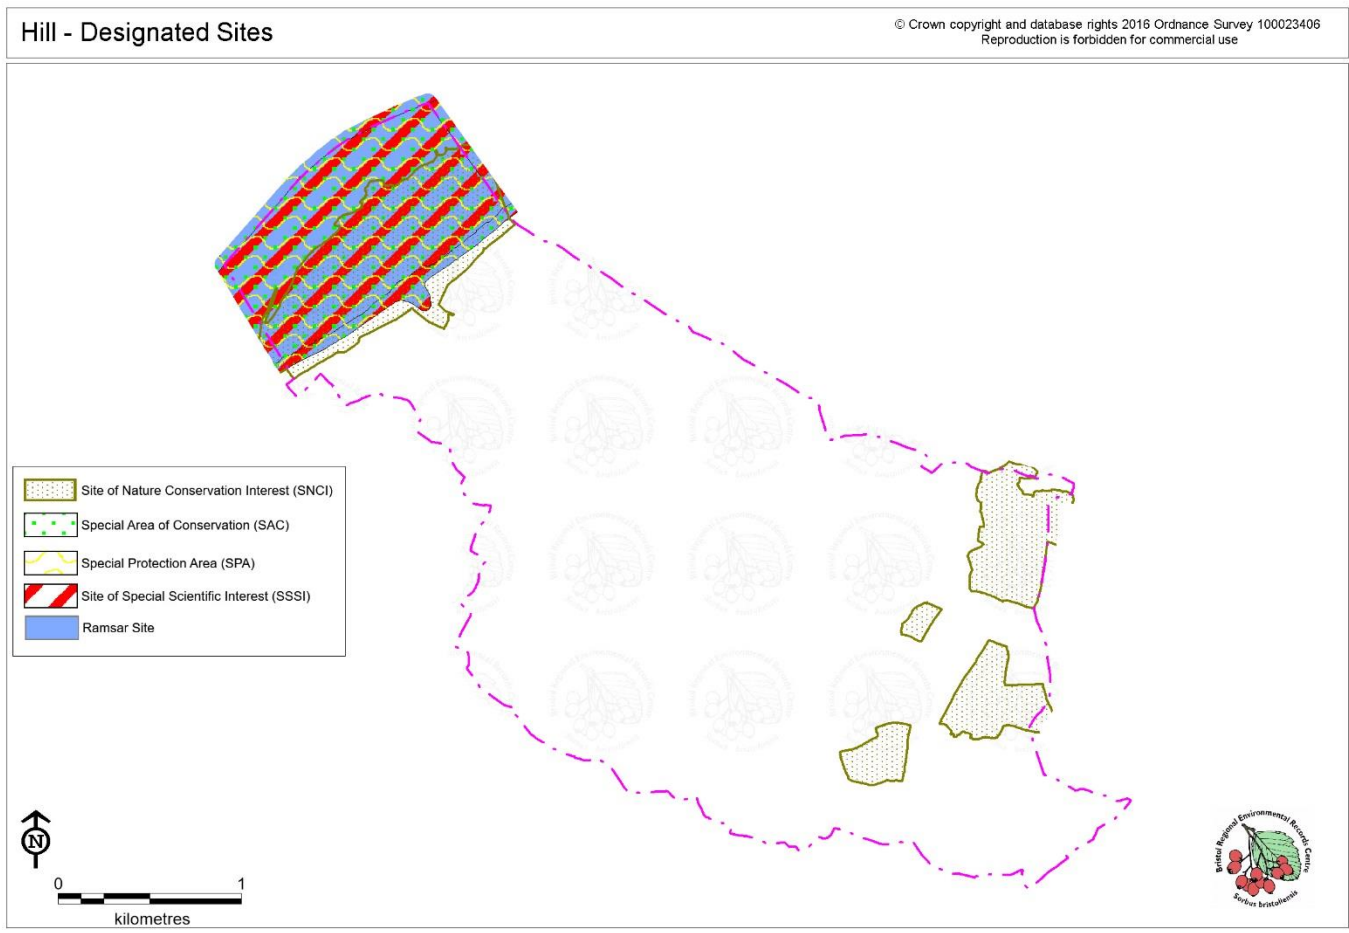 Hill - Designated Sites
© Crown copyright and database rights 2016 Ordnance Survey 100023406
Reproduction is forbidden for commercial use
Site of Nature Conservation Interest (SNCI)
Special Area of Conservation (SAC)
Special Protection Area (SPA)
Site of Special Scientific Interest (SSSI)
Ramsar Site
N
0 1
kilometres
Bristol Regional Environmental Records Centre
Sorbus bristoliensis